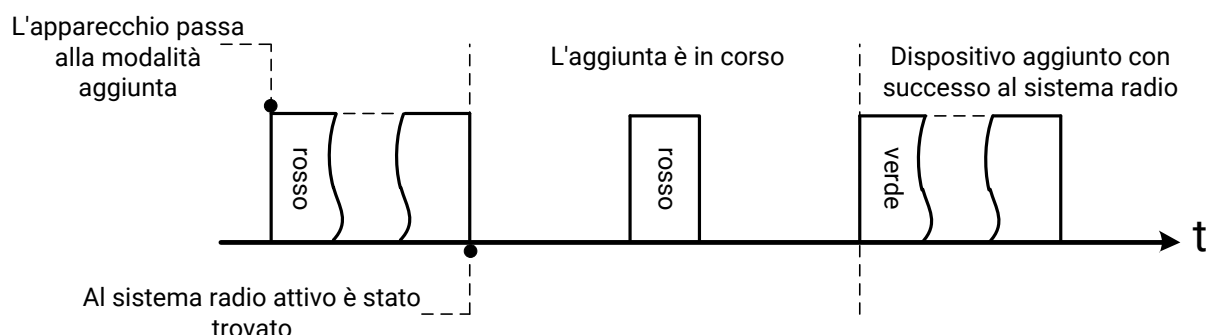 L'apparecchio passa
alla modalità
aggiunta
L'aggiunta è in corso
Dispositivo aggiunto con
successo al sistema radio
rosso
rosso
verde
t
Al sistema radio attivo è stato
trovato